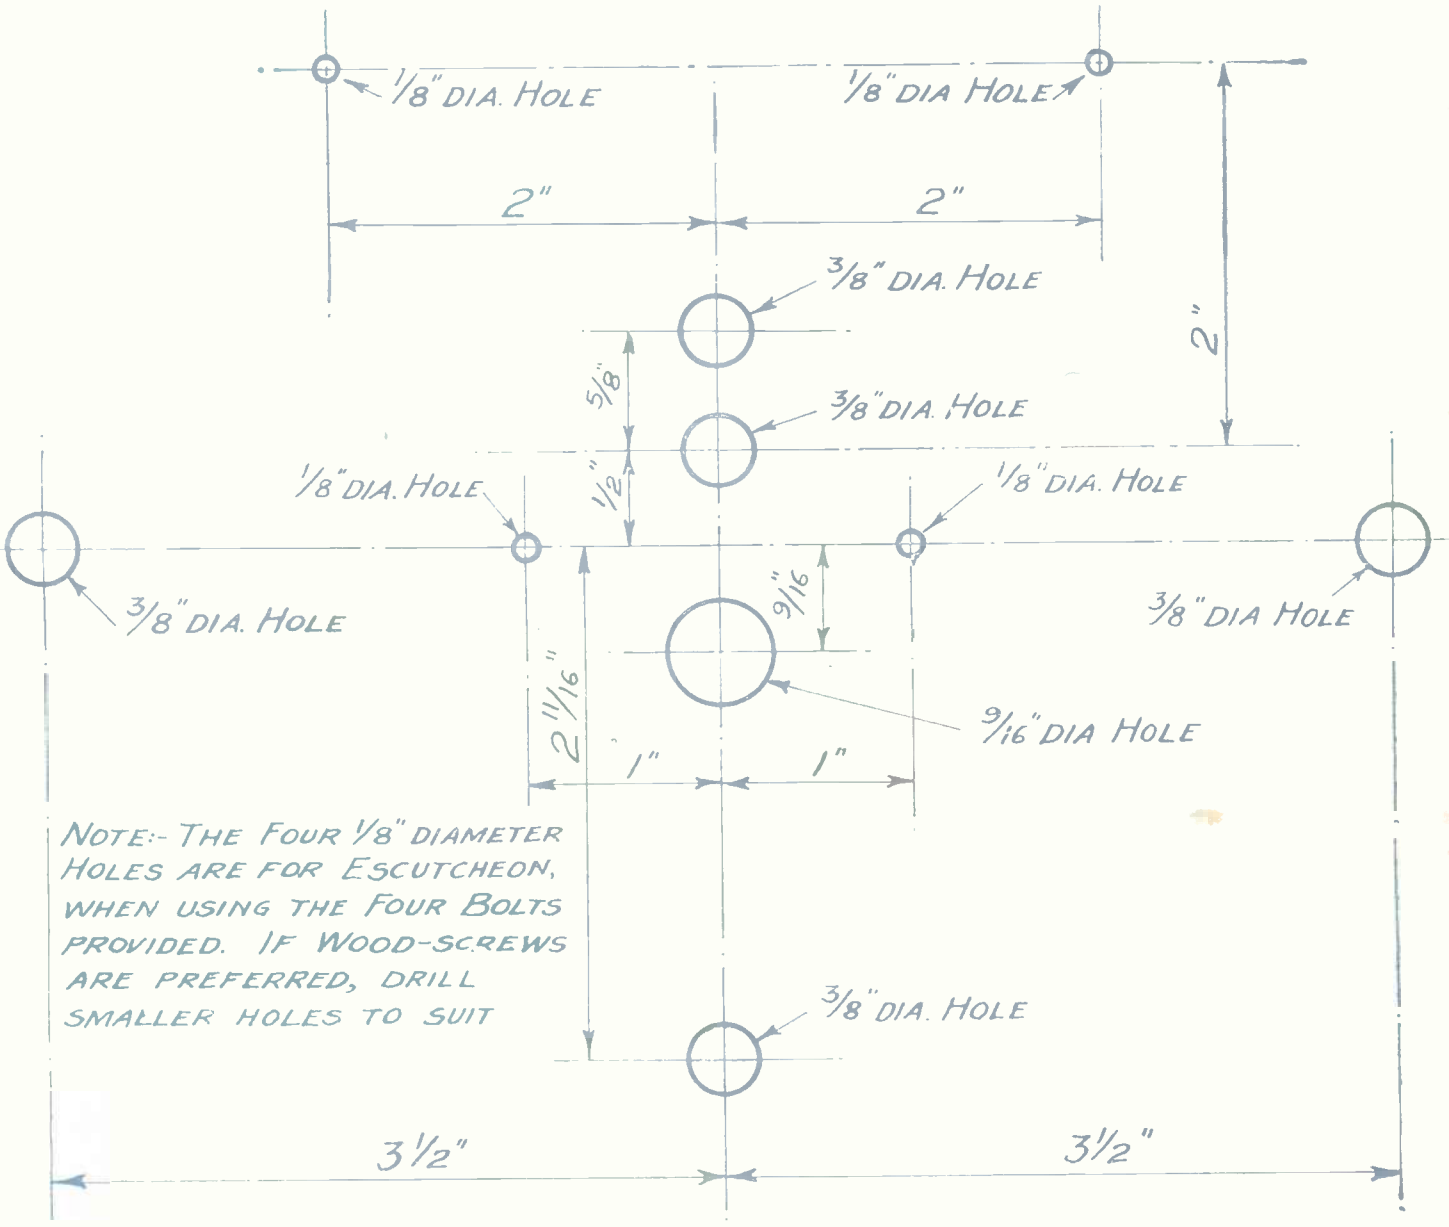 1/8" DIA. HOLE
1/8" DIA HOLE
2"
2"
3/8" DIA. HOLE
2"
5/8"
3/8" DIA. HOLE
1/2"
1/8" DIA. HOLE
1/8" DIA. HOLE
9/16"
3/8" DIA. HOLE
3/8" DIA HOLE
2 11/16"
9/16" DIA HOLE
1"
1"
NOTE:- THE FOUR 1/8" DIAMETER
HOLES ARE FOR ESCUTCHEON,
WHEN USING THE FOUR BOLTS
PROVIDED. IF WOOD-SCREWS
ARE PREFERRED, DRILL
SMALLER HOLES TO SUIT
3/8" DIA. HOLE
3 1/2"
3 1/2"